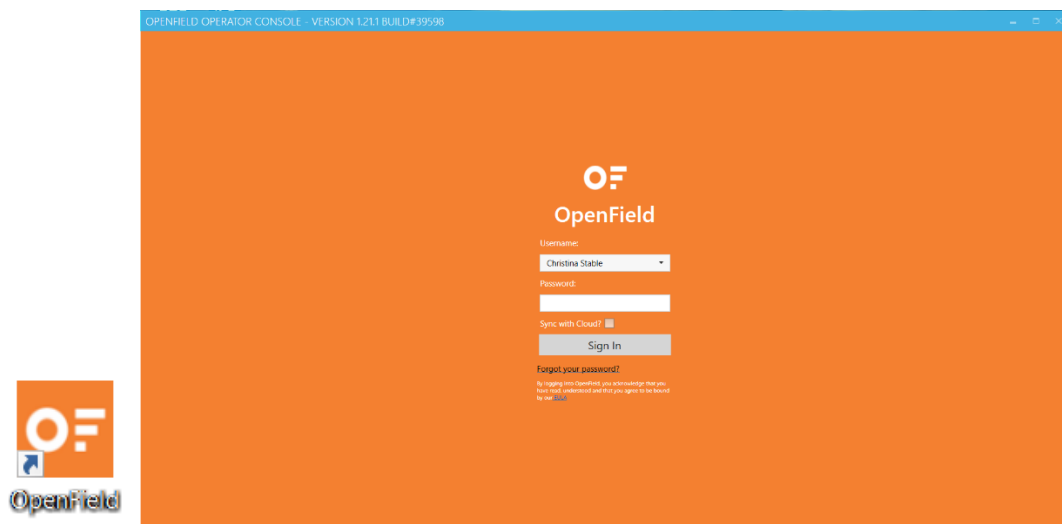 OPENFIELD OPERATOR CONSOLE - VERSION 1.21.1 BUILD#39598
OF
OpenField
Username:
Christina Stable
Password:
Sync with Cloud?
Sign In
Forgot your password?
By logging into OpenField, you acknowledge that you
have read, understood and that you agree to be bound
by our EULA
OF
OpenField